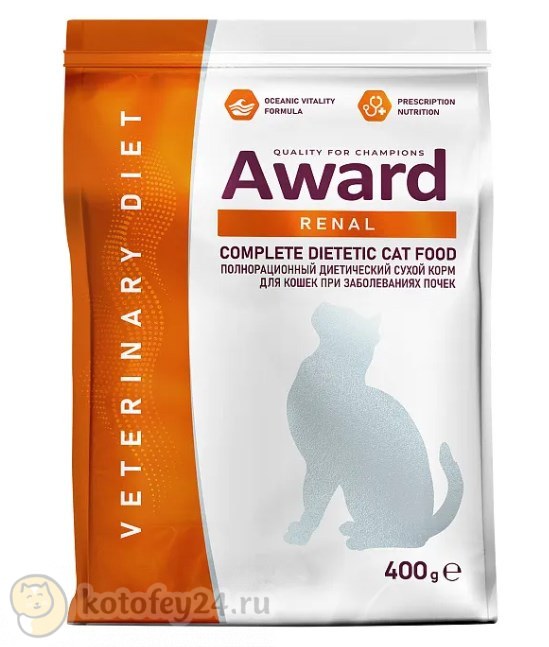 VETERINARY DIET
OCEANIC VITALITY
FORMULA
PRESCRIPTION
NUTRITION
QUALITY FOR CHAMPIONS
Award
RENAL
COMPLETE DIETETIC CAT FOOD
ПОЛНОРАЦИОННЫЙ ДИЕТИЧЕСКИЙ СУХОЙ КОРМ
ДЛЯ КОШЕК ПРИ ЗАБОЛЕВАНИЯХ ПОЧЕК
400g℮
kotofey24.ru